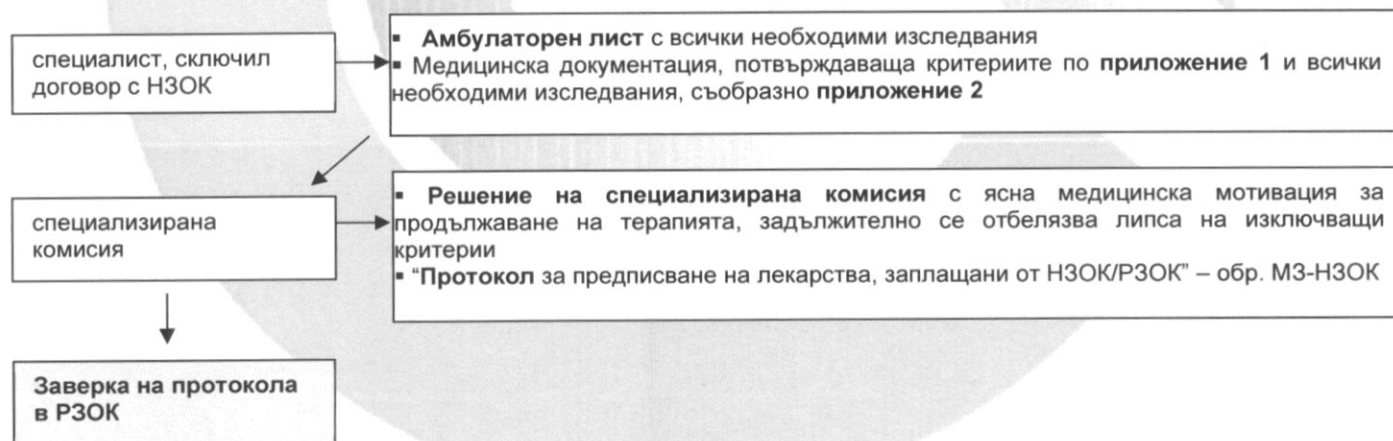 специалист, сключил
договор с НЗОК
▪ Амбулаторен лист с всички необходими изследвания
▪ Медицинска документация, потвърждаваща критериите по приложение 1 и всички
необходими изследвания, съобразно приложение 2
специализирана
комисия
▪ Решение на специализирана комисия с ясна медицинска мотивация за
продължаване на терапията, задължително се отбелязва липса на изключващи
критерии
▪ "Протокол за предписване на лекарства, заплащани от НЗОК/РЗОК" – обр. МЗ-НЗОК
Заверка на протокола
в РЗОК